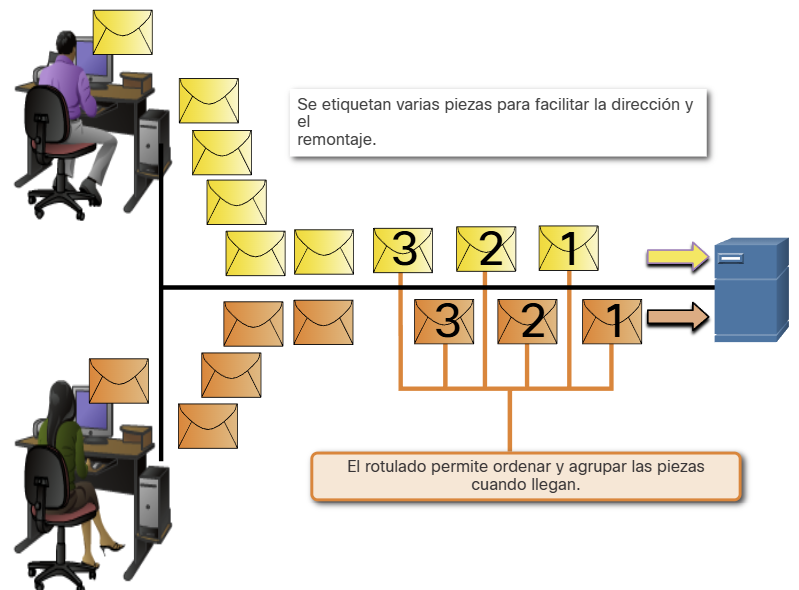 Se etiquetan varias piezas para facilitar la dirección y
el
remontaje.
3 2 1
3 2 1
El rotulado permite ordenar y agrupar las piezas
cuando llegan.